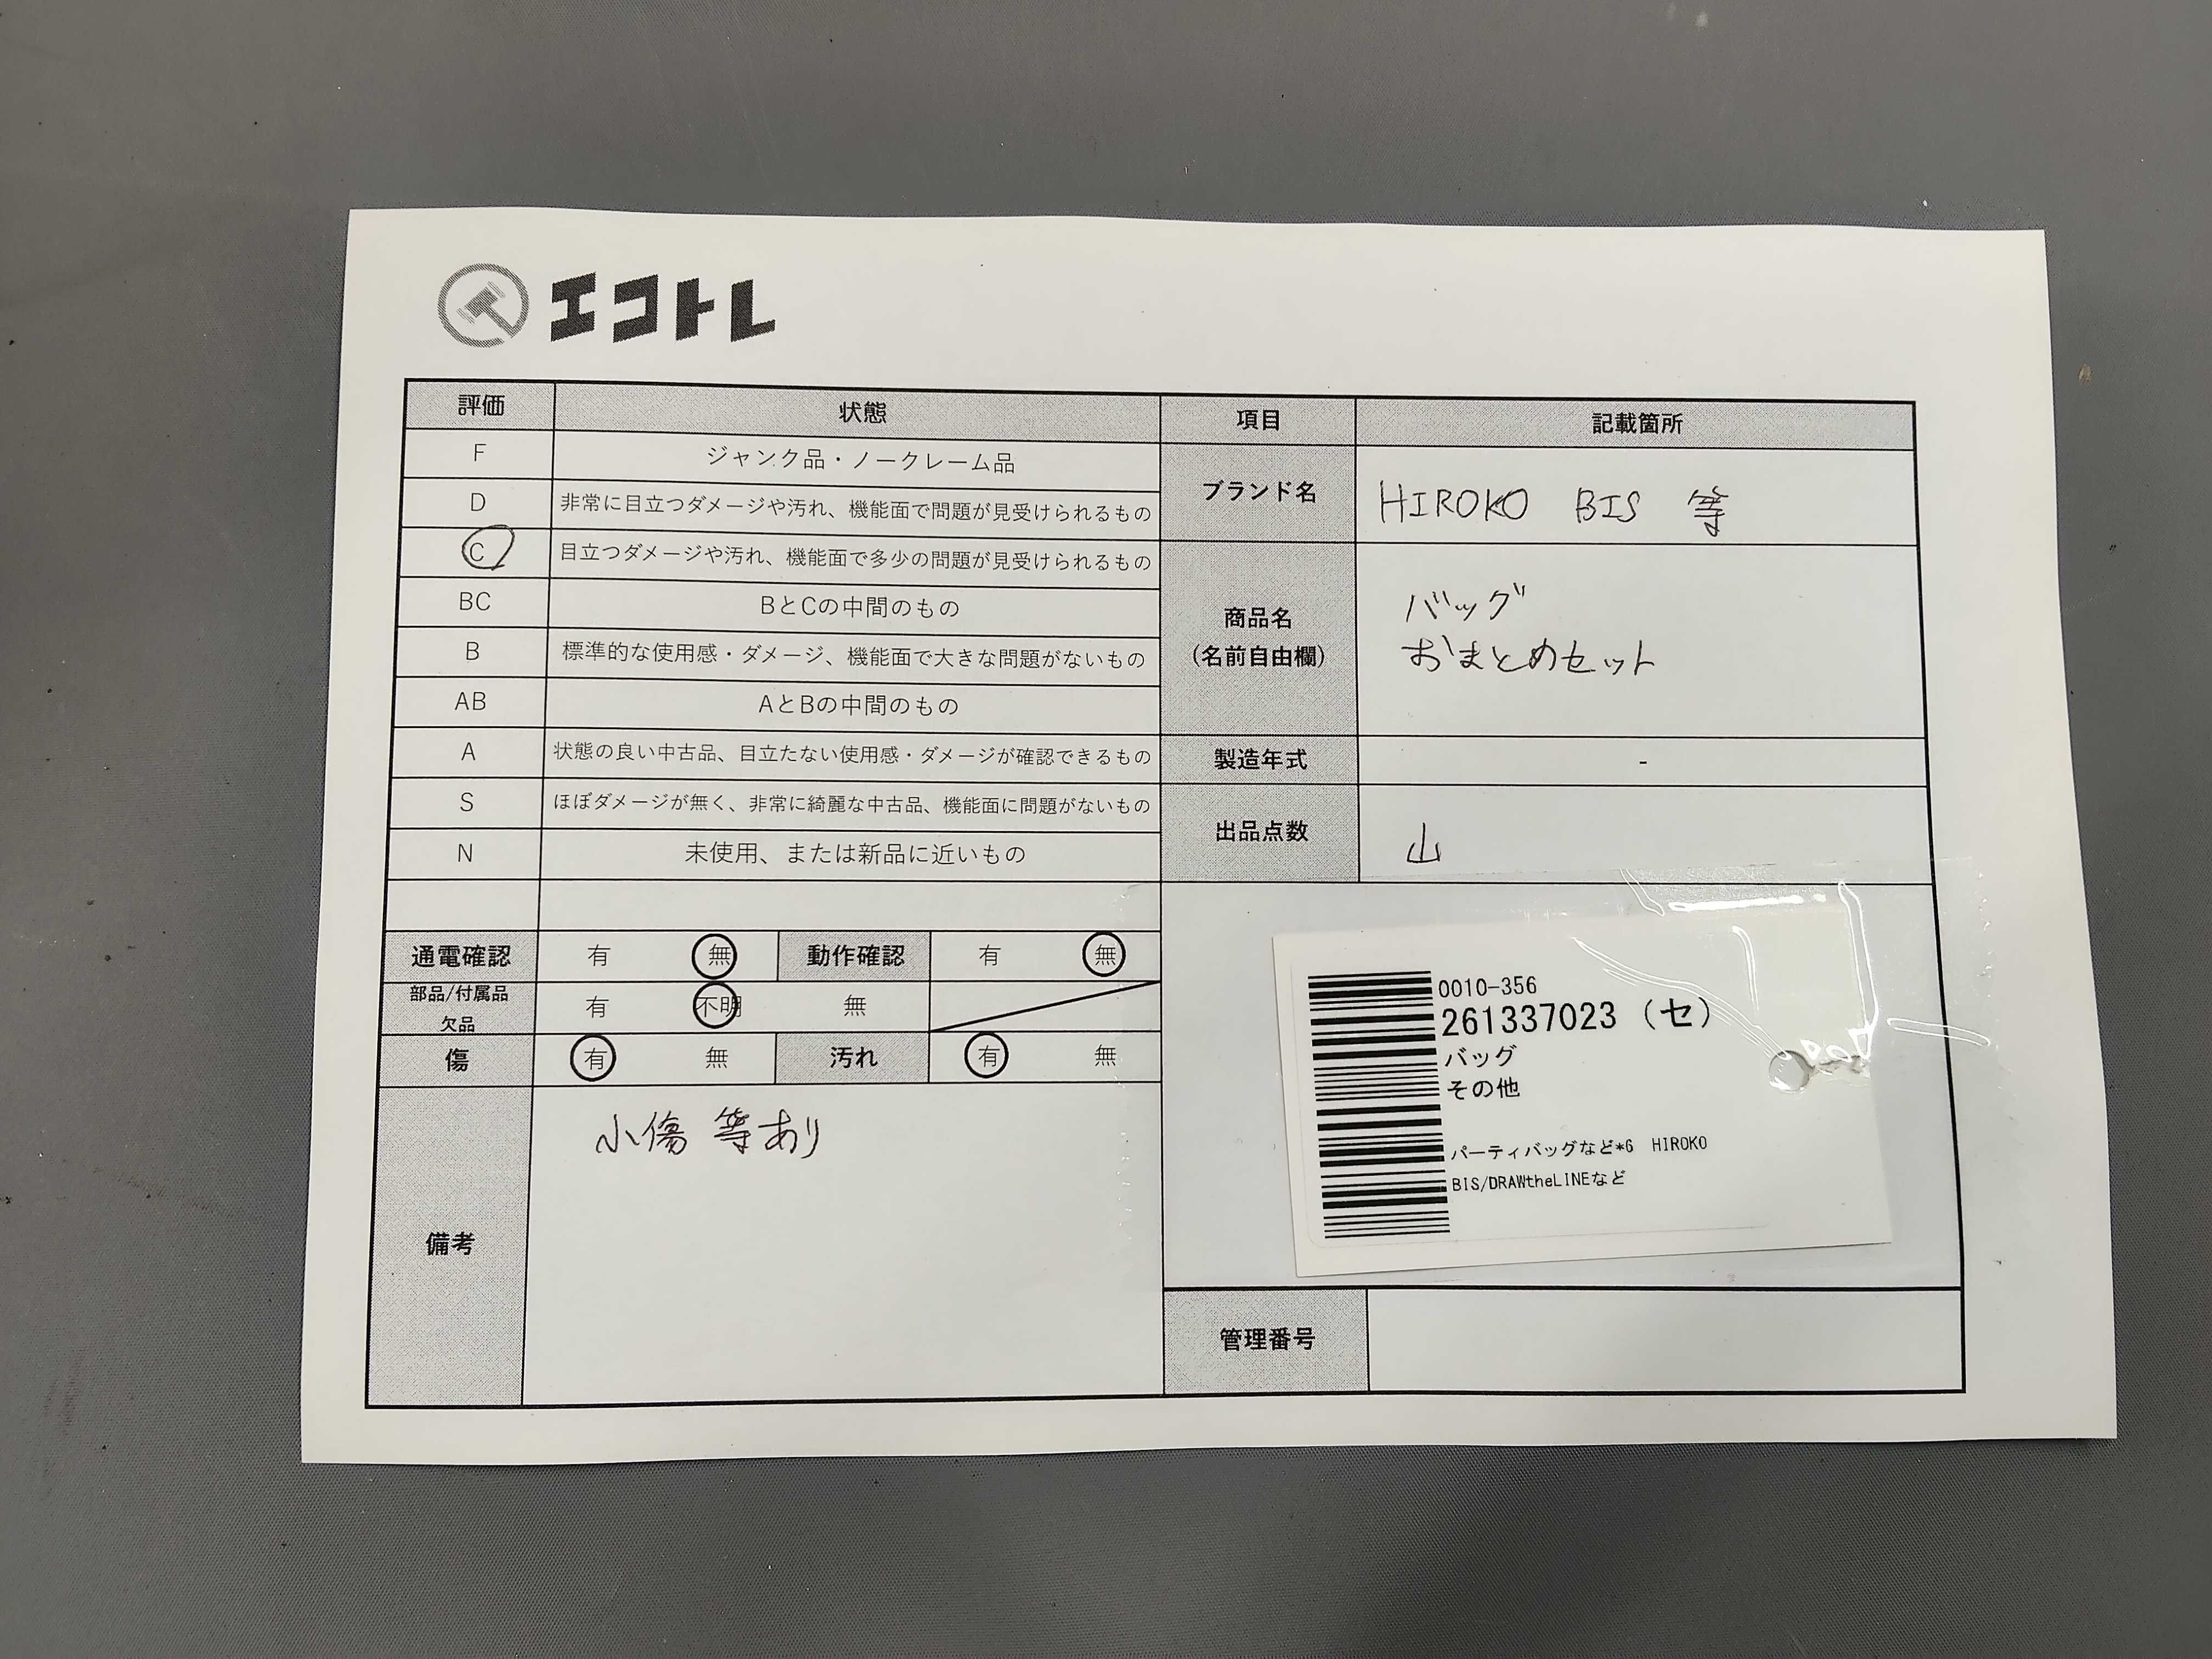 エコトレ
評価 状態 項目 記載箇所
F ジャンク品・ノークレーム品
D 非常に目立つダメージや汚れ、機能面で問題が見受けられるもの
C 目立つダメージや汚れ、機能面で多少の問題が見受けられるもの
BC BとCの中間のもの
B 標準的な使用感・ダメージ、機能面で大きな問題がないもの
AB AとBの中間のもの
A 状態の良い中古品、目立たない使用感・ダメージが確認できるもの
S ほぼダメージが無く、非常に綺麗な中古品、機能面に問題がないもの
N 未使用、または新品に近いもの
ブランド名 HIROKO BIS 等
商品名
(名前自由欄)
バッグ
おまとめセット
製造年式 -
出品点数 山
通電確認 有 無 動作確認 有 無
部品/付属品
欠品
有 不明 無
傷 有 無 汚れ 有 無
備考 小傷 等あり
0010-356
261337023 (セ)
バッグ
その他
パーティバッグなど*6 HIROKO
BIS/DRAWtheLINEなど
管理番号